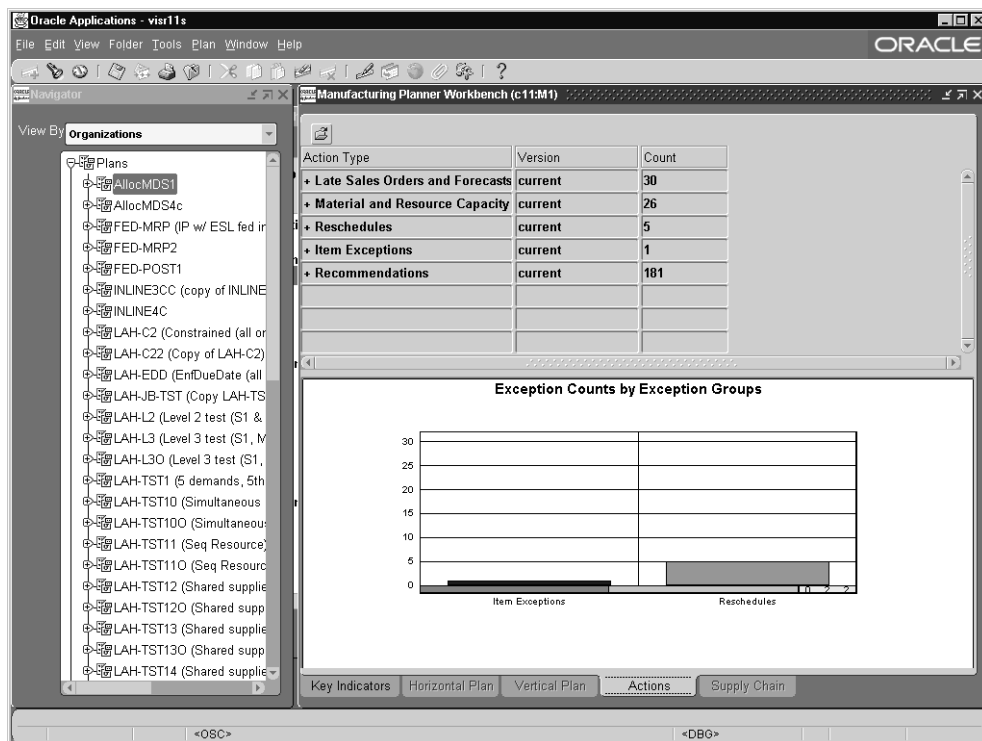 Oracle Applications - visr11s
File Edit View Folder Tools Plan Window Help
ORACLE
Navigator
View By Organizations
Plans
AllocMDS1
AllocMDS4c
FED-MRP (IP w/ ESL fed in
FED-MRP2
FED-POST1
INLINE3CC (copy of INLINE
INLINE4C
LAH-C2 (Constrained (all or
LAH-C22 (Copy of LAH-C2)
LAH-EDD (EnfDueDate (all
LAH-JB-TST (Copy LAH-TS
LAH-L2 (Level 2 test (S1 &
LAH-L3 (Level 3 test (S1, M
LAH-L3O (Level 3 test (S1,
LAH-TST1 (5 demands, 5th
LAH-TST10 (Simultaneous
LAH-TST10O (Simultaneou
LAH-TST11 (Seq Resource)
LAH-TST11O (Seq Resourc
LAH-TST12 (Shared supplie
LAH-TST12O (Shared supp
LAH-TST13 (Shared supplie
LAH-TST13O (Shared supp
LAH-TST14 (Shared supplie
Manufacturing Planner Workbench (c11:M1)
Action Type Version Count
+ Late Sales Orders and Forecasts current 30
+ Material and Resource Capacity current 26
+ Reschedules current 5
+ Item Exceptions current 1
+ Recommendations current 181
Exception Counts by Exception Groups
30
25
20
15
10
5
0
0 2 2
Item Exceptions Reschedules
Key Indicators Horizontal Plan Vertical Plan Actions Supply Chain
<OSC> <DBG>